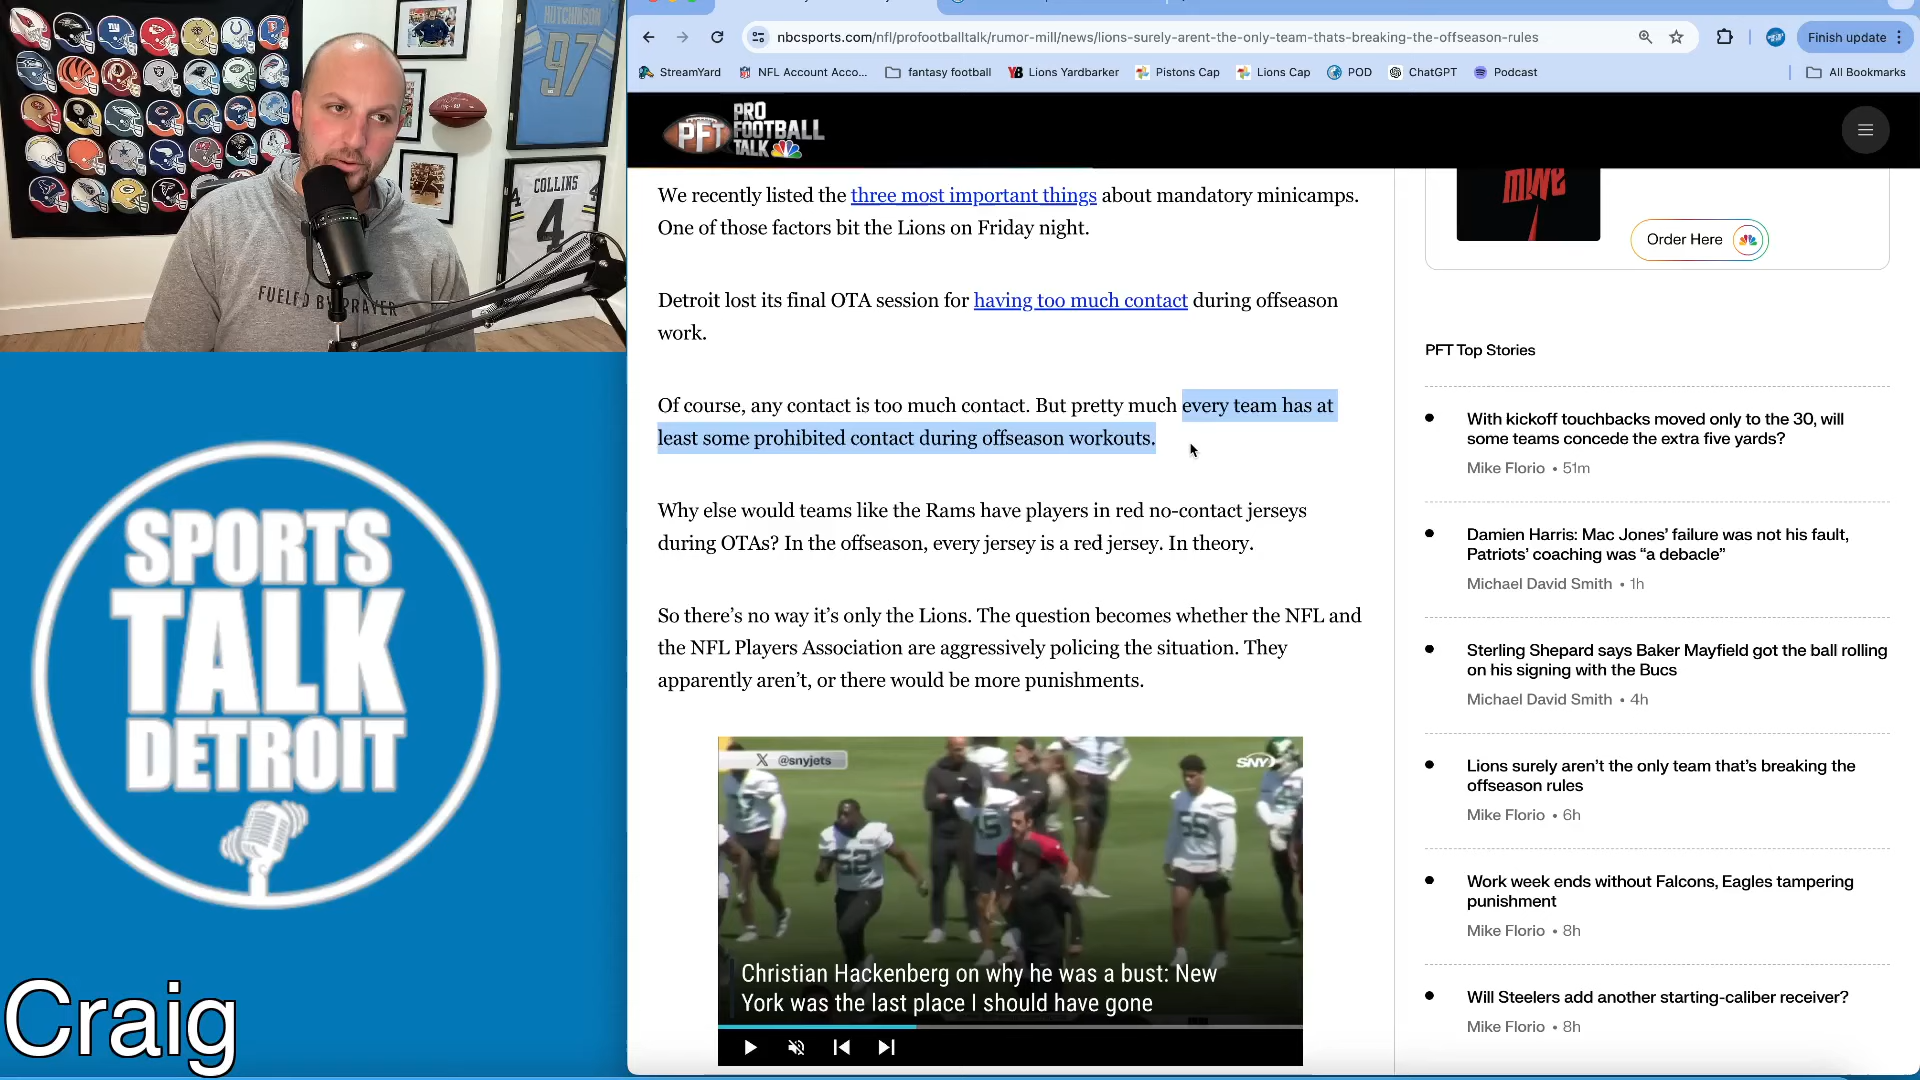 HUTCHINSON
97
COLLINS
4
4
FUELED BY PRAYER
SPORTS
TALK
DETROIT
Craig
nbcsports.com/nfl/profootballtalk/rumor-mill/news/lions-surely-arent-the-only-team-thats-breaking-the-offseason-rules
Finish update
StreamYard
NFL Account Acco...
fantasy football
YB Lions Yardbarker
Pistons Cap
Lions Cap
POD
ChatGPT
Podcast
All Bookmarks
PFT
PRO
FOOTBALL
TALK
We recently listed the three most important things about mandatory minicamps.
One of those factors bit the Lions on Friday night.
Detroit lost its final OTA session for having too much contact during offseason
work.
Of course, any contact is too much contact. But pretty much every team has at
least some prohibited contact during offseason workouts.
Why else would teams like the Rams have players in red no-contact jerseys
during OTAs? In the offseason, every jersey is a red jersey. In theory.
So there’s no way it’s only the Lions. The question becomes whether the NFL and
the NFL Players Association are aggressively policing the situation. They
apparently aren’t, or there would be more punishments.
X @snyjets
SNY
52
55
Christian Hackenberg on why he was a bust: New
York was the last place I should have gone
MINE
Order Here
PFT Top Stories
With kickoff touchbacks moved only to the 30, will
some teams concede the extra five yards?
Mike Florio • 51m
Damien Harris: Mac Jones’ failure was not his fault,
Patriots’ coaching was “a debacle”
Michael David Smith • 1h
Sterling Shepard says Baker Mayfield got the ball rolling
on his signing with the Bucs
Michael David Smith • 4h
Lions surely aren’t the only team that’s breaking the
offseason rules
Mike Florio • 6h
Work week ends without Falcons, Eagles tampering
punishment
Mike Florio • 8h
Will Steelers add another starting-caliber receiver?
Mike Florio • 8h